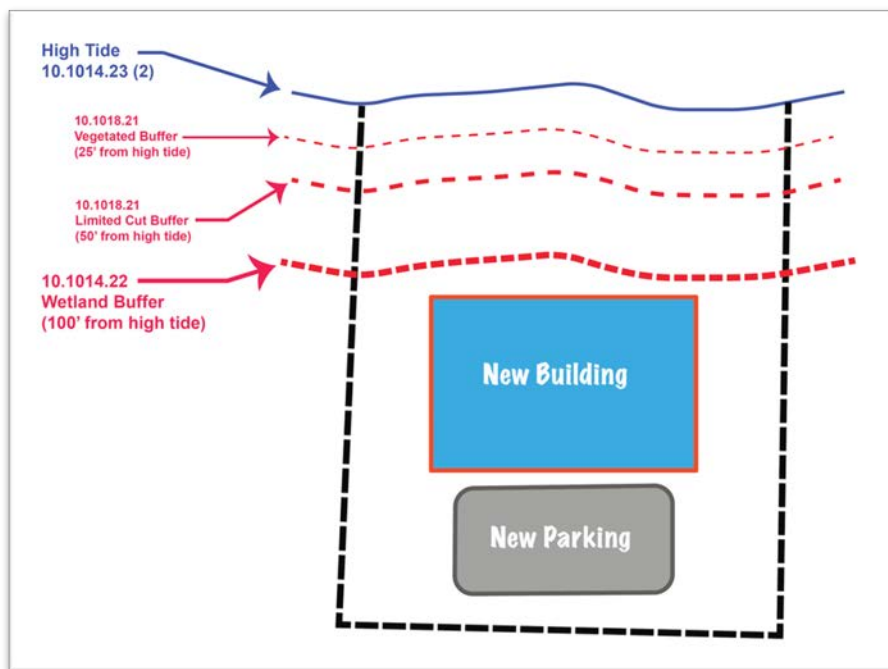 High Tide
10.1014.23 (2)
10.1018.21
Vegetated Buffer
(25' from high tide)
10.1018.21
Limited Cut Buffer
(50' from high tide)
10.1014.22
Wetland Buffer
(100' from high tide)
New Building
New Parking